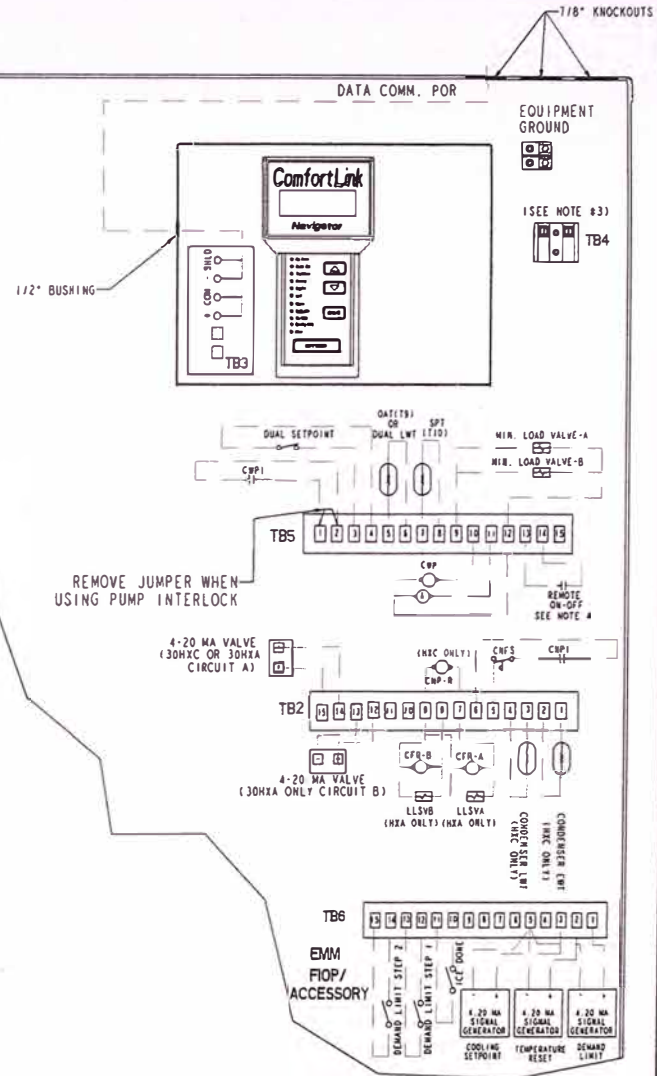 7/8" KNOCKOUTS
DATA COMM. POR
EQUIPMENT
GROUND
(SEE NOTE #3)
TB4
ComfortLink
Navigator
1/2" BUSHING
+ COM - SHLD
TB3
DUAL SETPOINT
OAT(T9)
OR
DUAL LWT
SPT
(T10)
MIN. LOAD VALVE-A
MIN. LOAD VALVE-B
CWP1
TB5
1 2 3 4 5 6 7 8 9 10 11 12 13 14 15
REMOVE JUMPER WHEN
USING PUMP INTERLOCK
CWP
A
REMOTE
ON-OFF
SEE NOTE 4
4-20 MA VALVE
(30HXC OR 30HXA
CIRCUIT A)
(HXC ONLY)
CNP-R
CNFS
CNP1
TB2
15 14 13 12 11 10 9 8 7 6 5 4 3 2 1
4-20 MA VALVE
(30HXA ONLY CIRCUIT B)
CFR-B
CFR-A
LLSVB
(HXA ONLY)
LLSVA
(HXA ONLY)
CONDENSER LWT
(HXC ONLY)
CONDENSER EWT
(HXC ONLY)
TB6
15 14 13 12 11 10 9 8 7 6 5 4 3 2 1
EMM
FIOP/
ACCESSORY
DEMAND LIMIT STEP 2
DEMAND LIMIT STEP 1
ICE DONE
- +
4-20 MA
SIGNAL
GENERATOR
COOLING
SETPOINT
- +
4-20 MA
SIGNAL
GENERATOR
TEMPERATURE
RESET
- +
4-20 MA
SIGNAL
GENERATOR
DEMAND
LIMIT